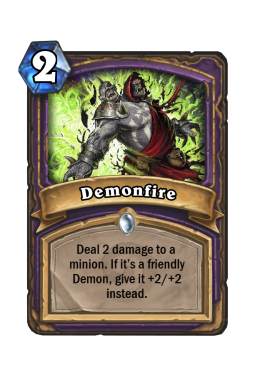 2
Demonfire
Deal 2 damage to a
minion. If it's a friendly
Demon, give it +2/+2
instead.